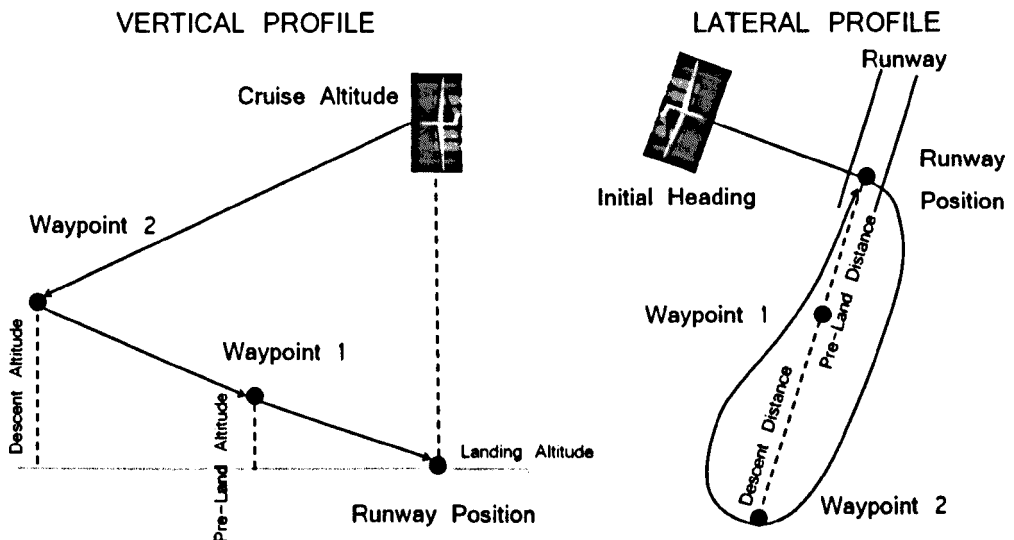 VERTICAL PROFILE
Cruise Altitude
Waypoint 2
Descent Altitude
Waypoint 1
Pre-Land Altitude
Landing Altitude
Runway Position
LATERAL PROFILE
Runway
Initial Heading
Runway
Position
Waypoint 1
Pre-Land Distance
Descent Distance
Waypoint 2